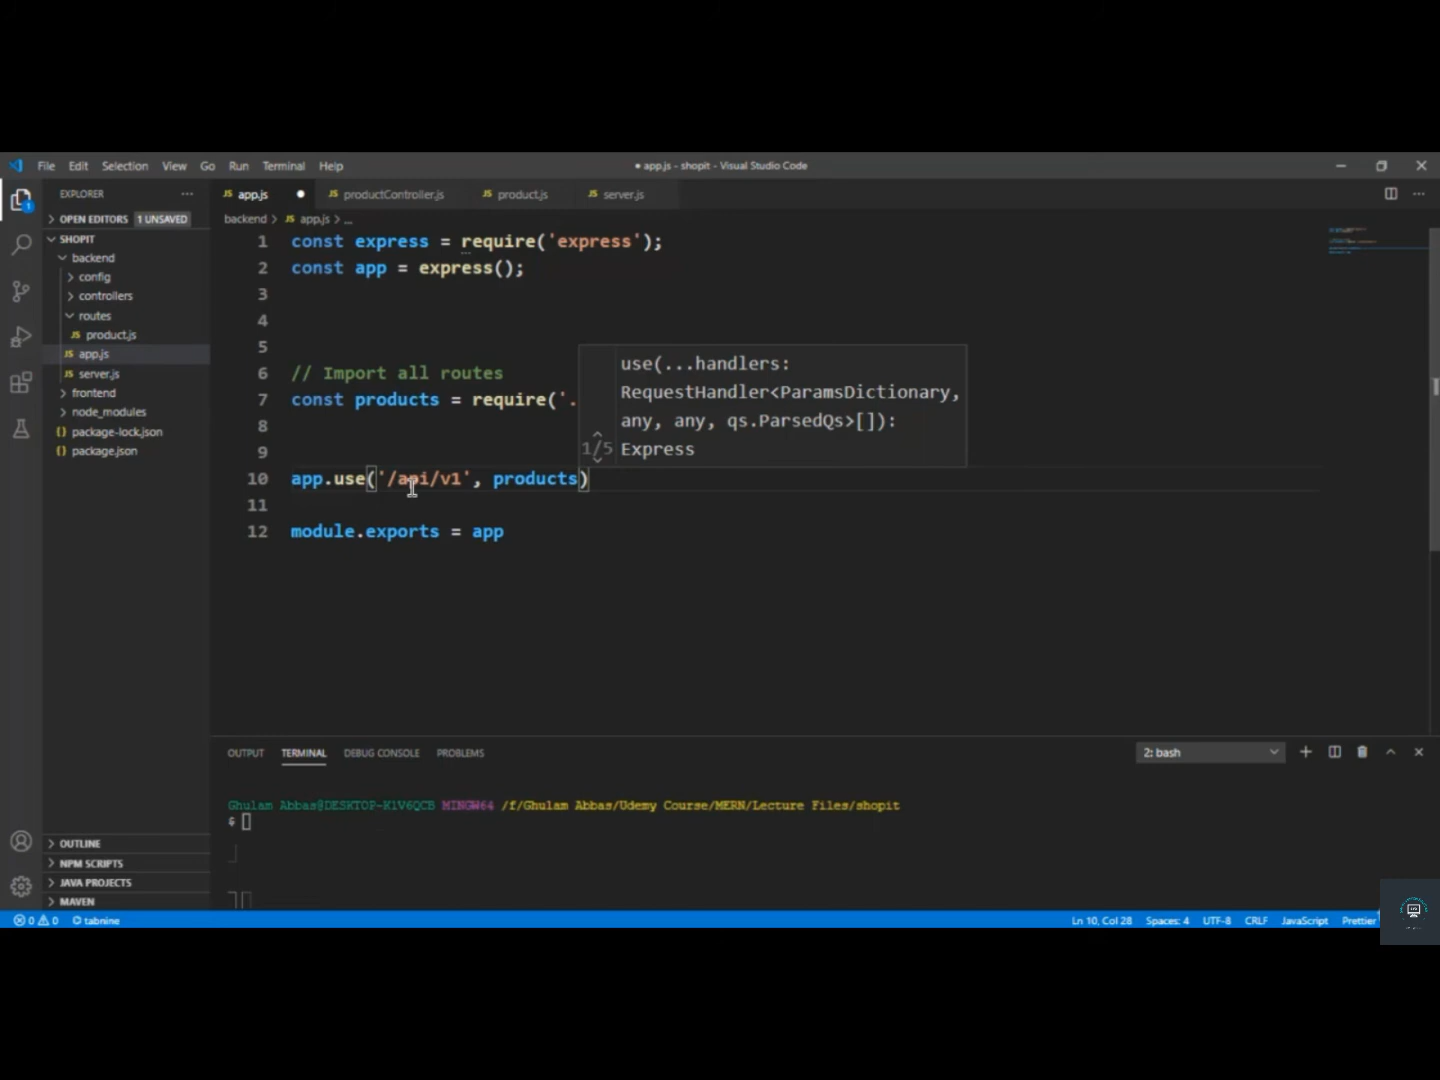 File Edit Selection View Go Run Terminal Help
● app.js - shopit - Visual Studio Code
EXPLORER ···
JS app.js ● JS productController.js JS product.js JS server.js
OPEN EDITORS 1 UNSAVED
backend > JS app.js > ...
SHOPIT
backend
config
controllers
routes
JS product.js
JS app.js
JS server.js
frontend
node_modules
{} package-lock.json
{} package.json
1 const express = require('express');
2 const app = express();
3
4
5
6 // Import all routes
7 const products = require('.
8
9
10 app.use('/api/v1', products)
11
12 module.exports = app
use(...handlers:
RequestHandler<ParamsDictionary,
any, any, qs.ParsedQs>[]):
1/5 Express
OUTPUT TERMINAL DEBUG CONSOLE PROBLEMS
2: bash
Ghulam Abbas@DESKTOP-K1V6QCB MINGW64 /f/Ghulam Abbas/Udemy Course/MERN/Lecture Files/shopit
$
OUTLINE
NPM SCRIPTS
JAVA PROJECTS
MAVEN
0 0 tabnine
Ln 10, Col 28 Spaces: 4 UTF-8 CRLF JavaScript Prettier